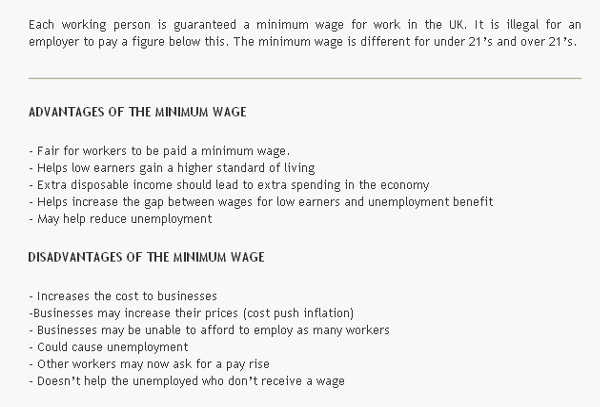 Each working person is guaranteed a minimum wage for work in the UK. It is illegal for an
employer to pay a figure below this. The minimum wage is different for under 21's and over 21's.
ADVANTAGES OF THE MINIMUM WAGE
- Fair for workers to be paid a minimum wage.
- Helps low earners gain a higher standard of living
- Extra disposable income should lead to extra spending in the economy
- Helps increase the gap between wages for low earners and unemployment benefit
- May help reduce unemployment
DISADVANTAGES OF THE MINIMUM WAGE
- Increases the cost to businesses
-Businesses may increase their prices (cost push inflation)
- Businesses may be unable to afford to employ as many workers
- Could cause unemployment
- Other workers may now ask for a pay rise
- Doesn't help the unemployed who don't receive a wage